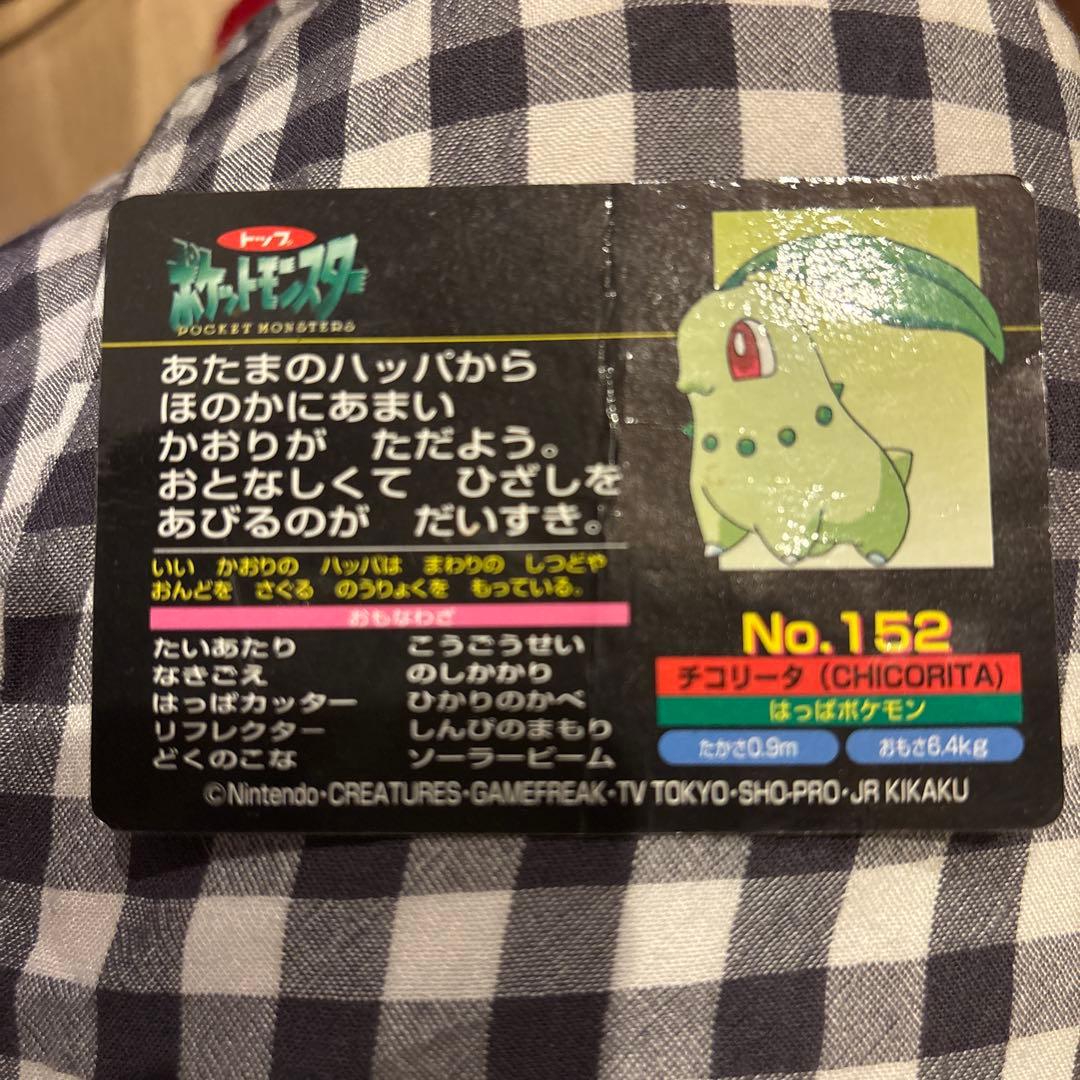 トップ
ポケットモンスター
POCKET MONSTERS
あたまのハッパから
ほのかにあまい
かおりが　ただよう。
おとなしくて　ひざしを
あびるのが　だいすき。
いい　かおりの　ハッパは　まわりの　しつどや
おんどを　さぐる　のうりょくを　もっている.
おもなわざ
たいあたり　こうごうせい
なきごえ　のしかかり
はっぱカッター　ひかりのかべ
リフレクター　しんぴのまもり
どくのこな　ソーラービーム
No.152
チコリータ（CHICORITA)
はっぱポケモン
たかさ0.9m　おもさ6.4kg
©Nintendo・CREATURES・GAMEFREAK・TV TOKYO・SHO-PRO・JR KIKAKU